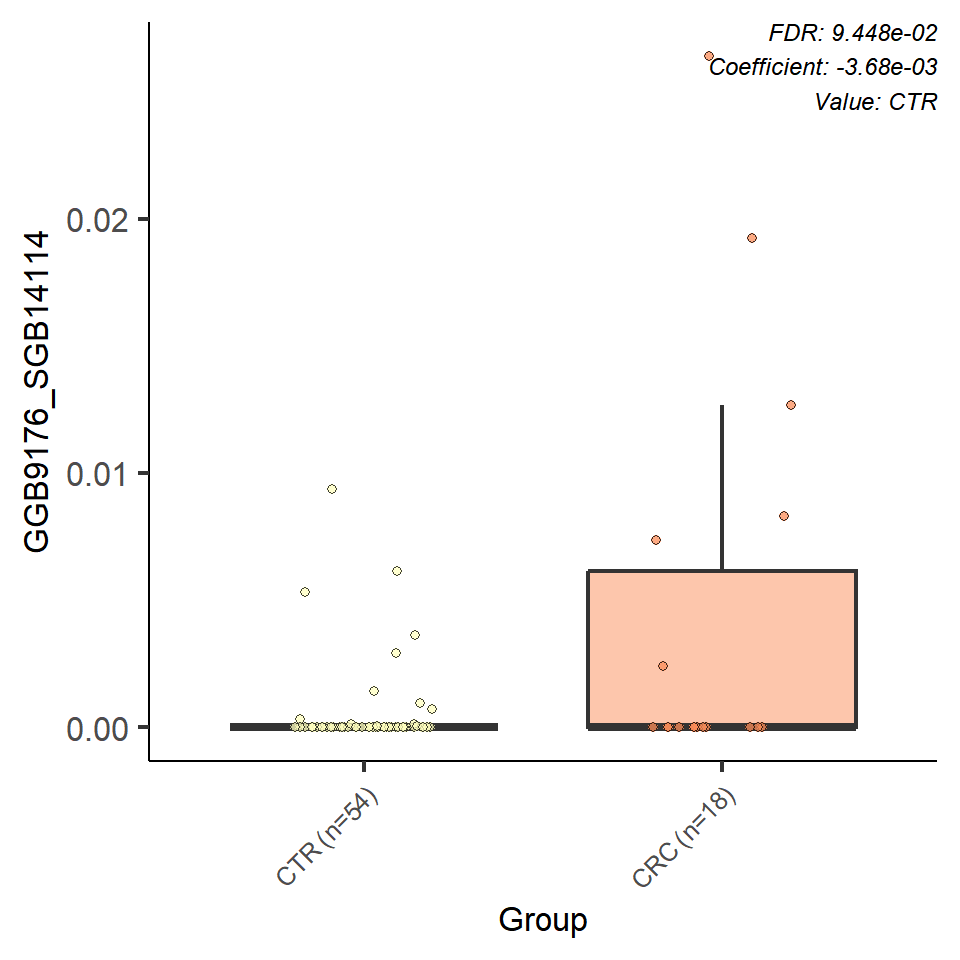 FDR: 9.448e-02
Coefficient: -3.68e-03
Value: CTR
GGB9176_SGB14114
0.02
0.01
0.00
CTR (n=54)
CRC (n=18)
Group